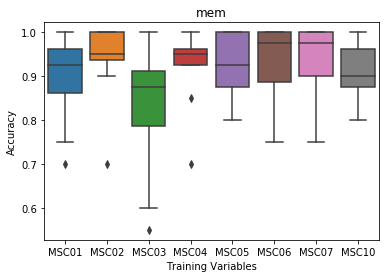 mem
1.0
0.9
0.8
0.7
0.6
Accuracy
MSC01 MSC02 MSC03 MSC04 MSC05 MSC06 MSC07 MSC10
Training Variables